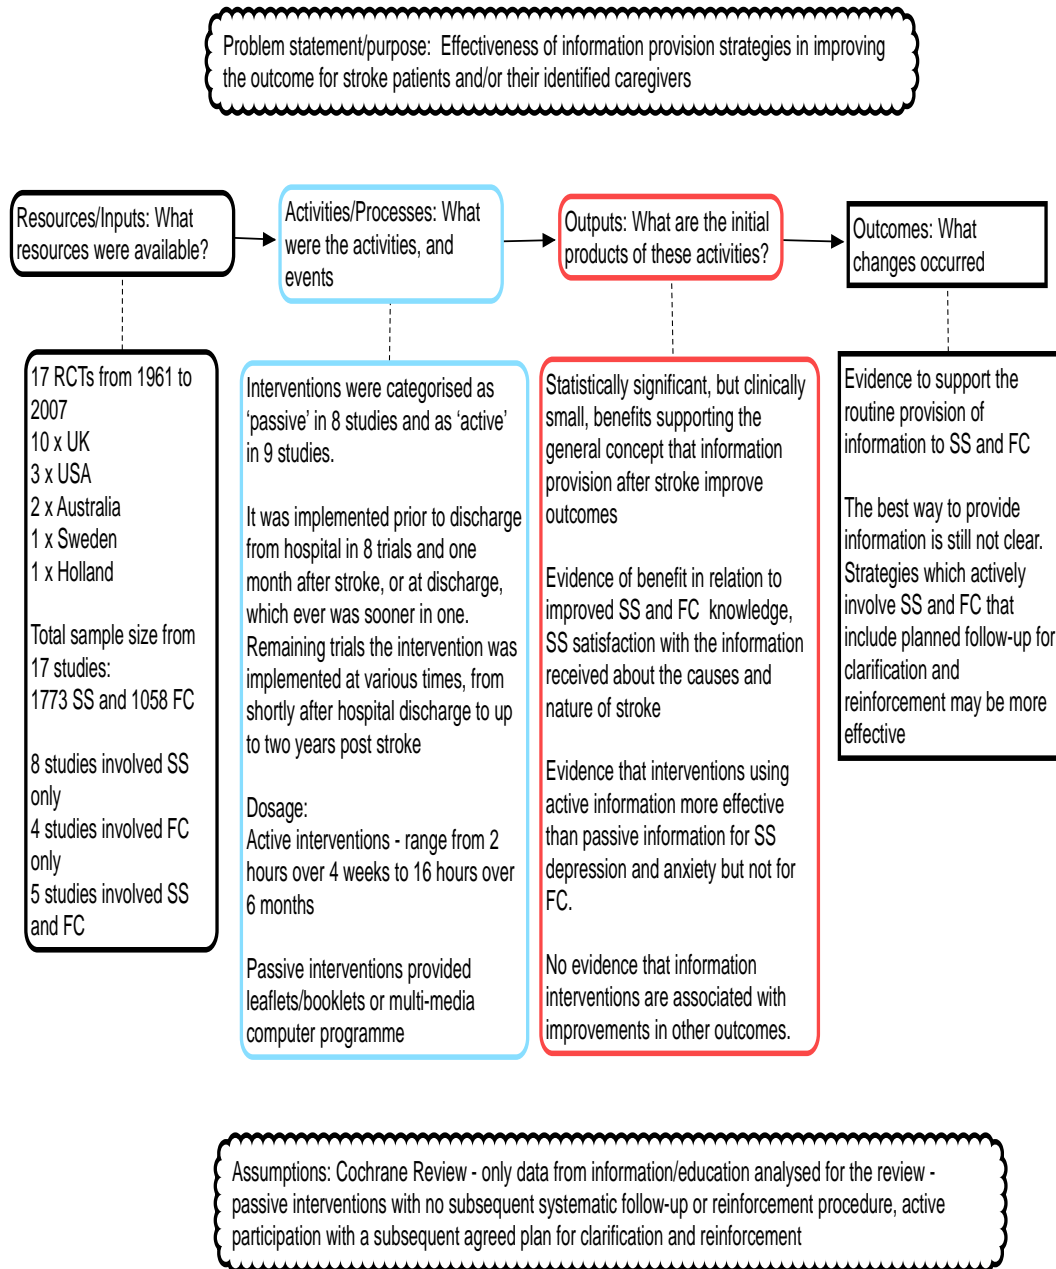 Problem statement/purpose: Effectiveness of information provision strategies in improving
the outcome for stroke patients and/or their identified caregivers
Resources/Inputs: What
resources were available?
Activities/Processes: What
were the activities, and
events
Outputs: What are the initial
products of these activities?
Outcomes: What
changes occurred
17 RCTs from 1961 to
2007
10 x UK
3 x USA
2 x Australia
1 x Sweden
1 x Holland
Total sample size from
17 studies:
1773 SS and 1058 FC
8 studies involved SS
only
4 studies involved FC
only
5 studies involved SS
and FC
Interventions were categorised as
‘passive’ in 8 studies and as ‘active’
in 9 studies.
It was implemented prior to discharge
from hospital in 8 trials and one
month after stroke, or at discharge,
which ever was sooner in one.
Remaining trials the intervention was
implemented at various times, from
shortly after hospital discharge to up
to two years post stroke
Dosage:
Active interventions - range from 2
hours over 4 weeks to 16 hours over
6 months
Passive interventions provided
leaflets/booklets or multi-media
computer programme
Statistically significant, but clinically
small, benefits supporting the
general concept that information
provision after stroke improve
outcomes
Evidence of benefit in relation to
improved SS and FC knowledge,
SS satisfaction with the information
received about the causes and
nature of stroke
Evidence that interventions using
active information more effective
than passive information for SS
depression and anxiety but not for
FC.
No evidence that information
interventions are associated with
improvements in other outcomes.
Evidence to support the
routine provision of
information to SS and FC
The best way to provide
information is still not clear.
Strategies which actively
involve SS and FC that
include planned follow-up for
clarification and
reinforcement may be more
effective
Assumptions: Cochrane Review - only data from information/education analysed for the review -
passive interventions with no subsequent systematic follow-up or reinforcement procedure, active
participation with a subsequent agreed plan for clarification and reinforcement